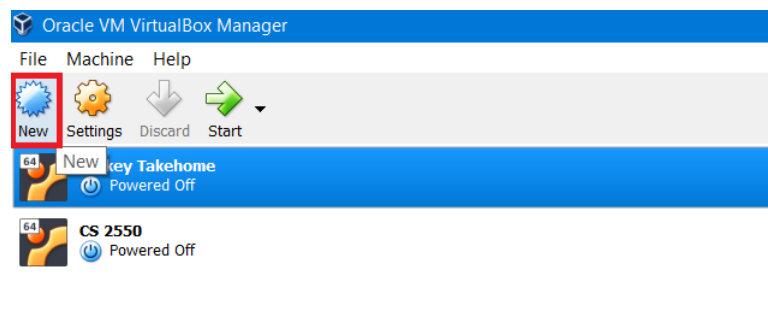 Oracle VM VirtualBox Manager
File Machine Help
New Settings Discard Start
64 New Takehome
Powered Off
64 CS 2550
Powered Off